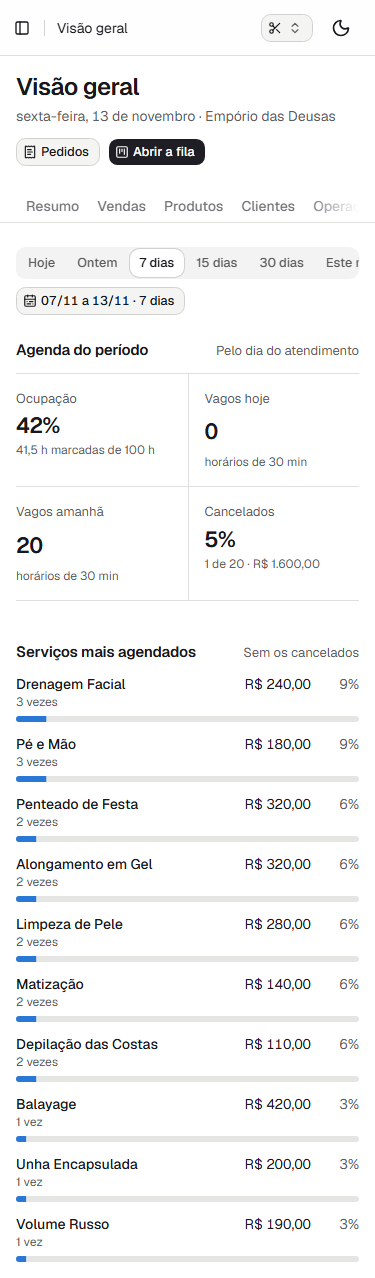 Visão geral
Visão geral
sexta-feira, 13 de novembro · Empório das Deusas
Pedidos Abrir a fila
Resumo Vendas Produtos Clientes Opera
Hoje Ontem 7 dias 15 dias 30 dias Este
07/11 a 13/11 · 7 dias
Agenda do período Pelo dia do atendimento
Ocupação
42%
41,5 h marcadas de 100 h
Vagos hoje
0
horários de 30 min
Vagos amanhã
20
horários de 30 min
Cancelados
5%
1 de 20 · R$ 1.600,00
Serviços mais agendados Sem os cancelados
Drenagem Facial R$ 240,00 9%
3 vezes
Pé e Mão R$ 180,00 9%
3 vezes
Penteado de Festa R$ 320,00 6%
2 vezes
Alongamento em Gel R$ 320,00 6%
2 vezes
Limpeza de Pele R$ 280,00 6%
2 vezes
Matização R$ 140,00 6%
2 vezes
Depilação das Costas R$ 110,00 6%
2 vezes
Balayage R$ 420,00 3%
1 vez
Unha Encapsulada R$ 200,00 3%
1 vez
Volume Russo R$ 190,00 3%
1 vez